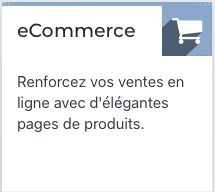 eCommerce
Renforcez vos ventes en
ligne avec d'élégantes
pages de produits.